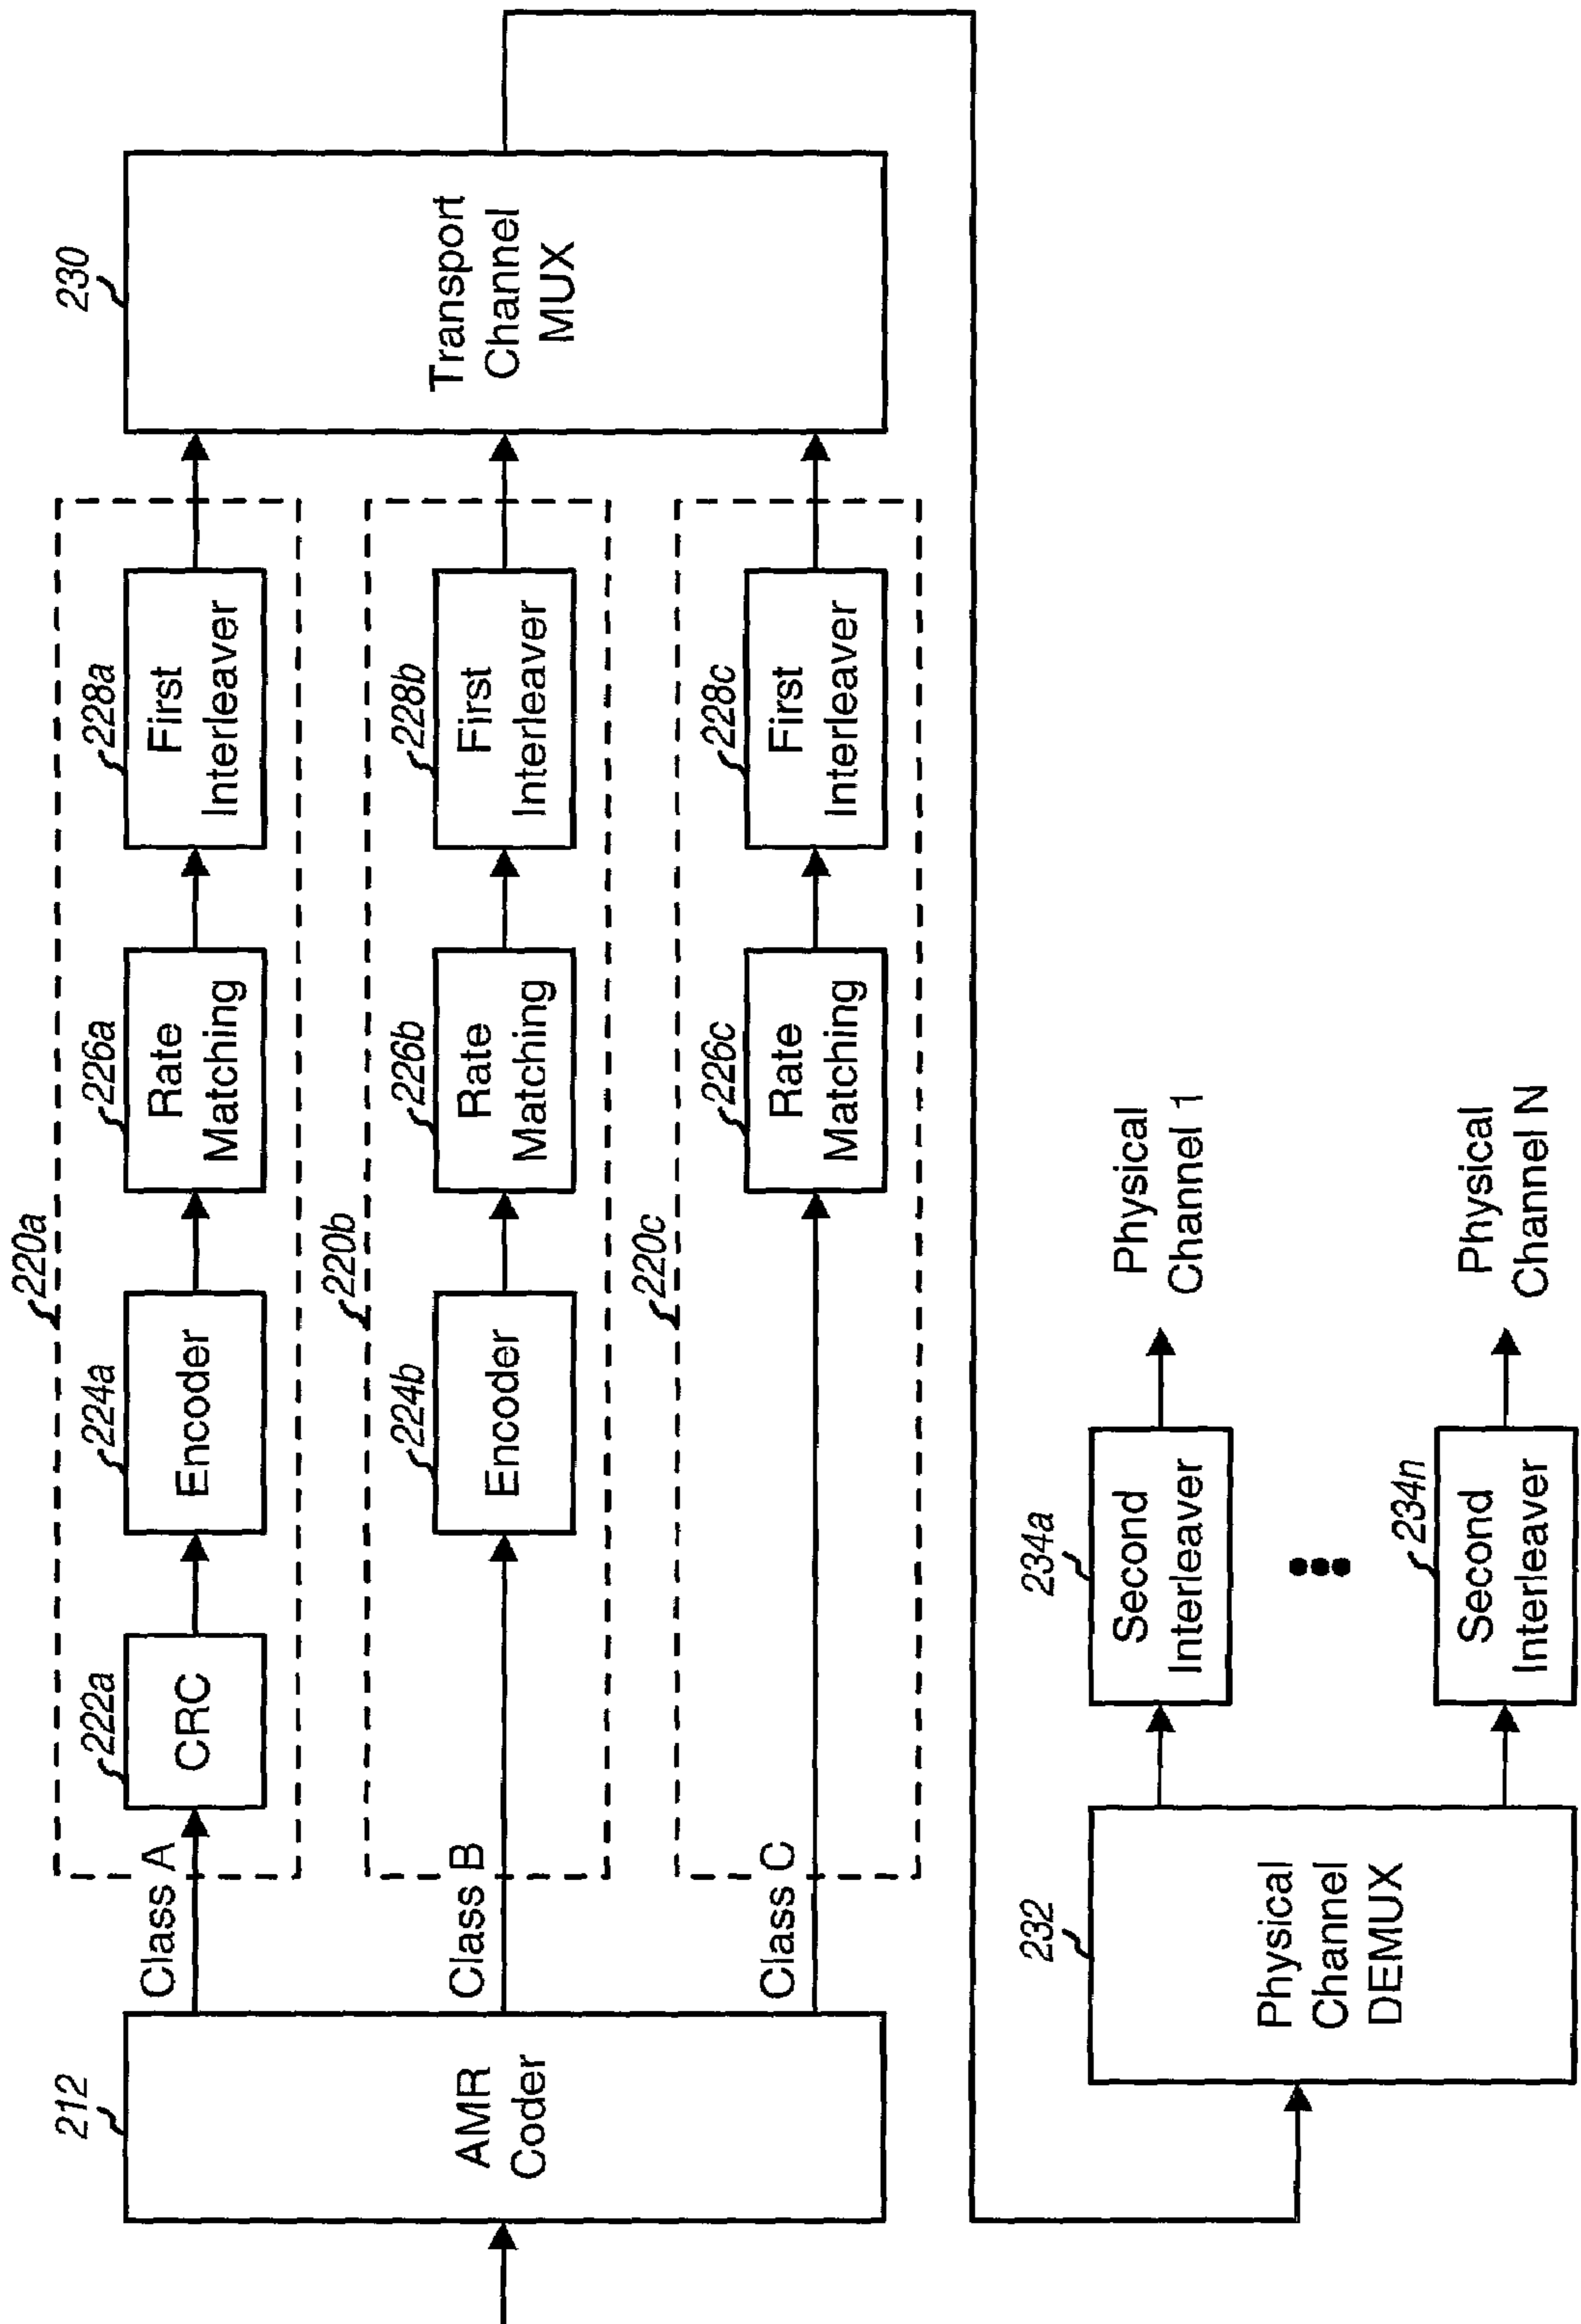 212
AMR
Coder
Class A
Class B
Class C
220a
222a
CRC
224a
Encoder
226a
Rate
Matching
228a
First
Interleaver
220b
224b
Encoder
226b
Rate
Matching
228b
First
Interleaver
220c
226c
Rate
Matching
228c
First
Interleaver
230
Transport
Channel
MUX
232
Physical
Channel
DEMUX
234a
Second
Interleaver
Physical
Channel 1
234n
Second
Interleaver
Physical
Channel N